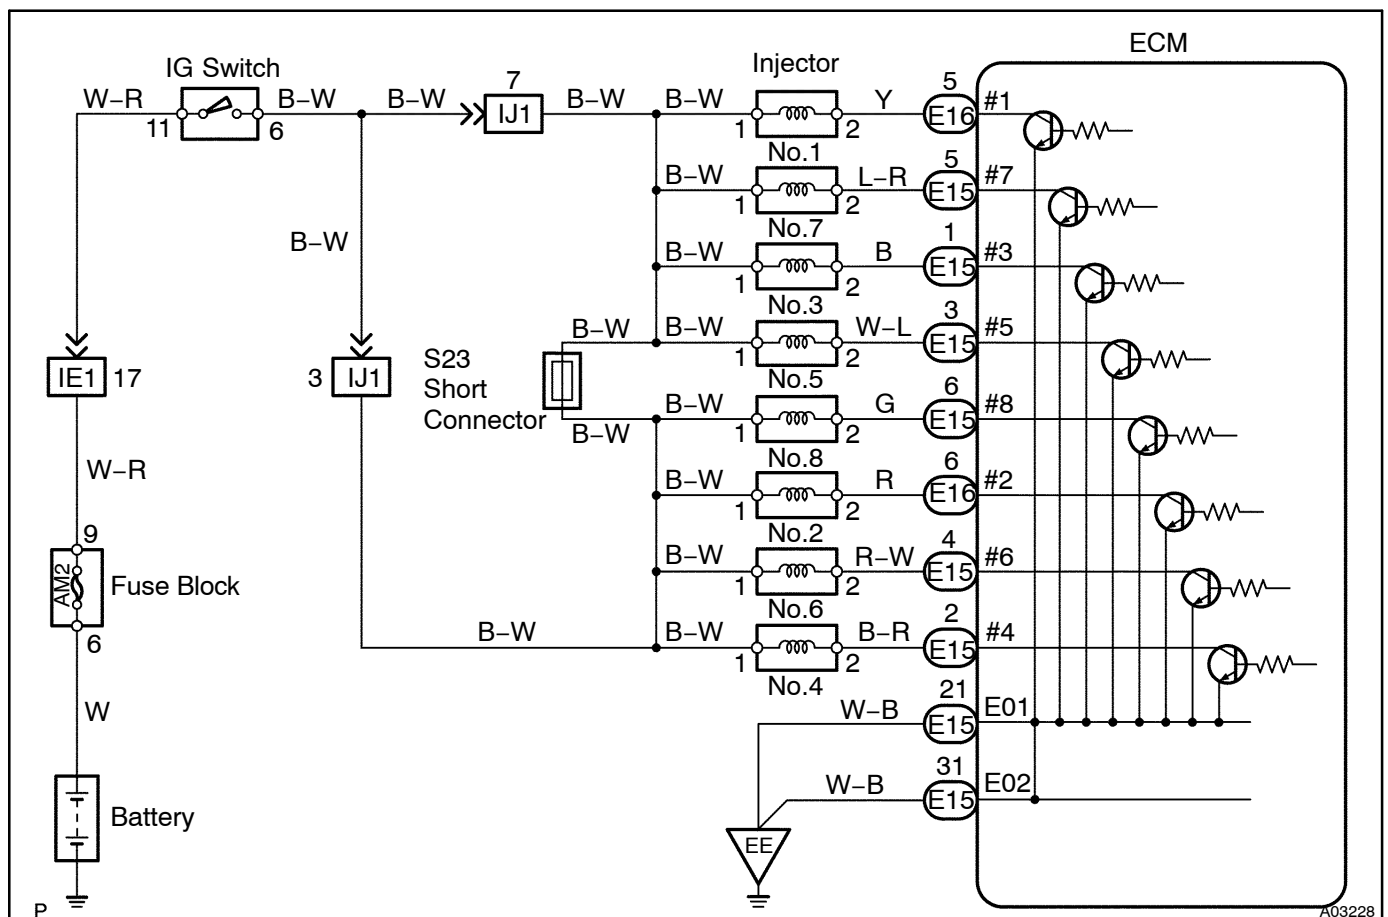 ECM
IG Switch
Injector
W–R B–W B–W 7 B–W B–W Y 5 #1
11 6 IJ1 1 2 E16
No.1
B–W L–R 5 #7
1 2 E15
No.7
B–W B–W B 1 #3
1 2 E15
No.3
B–W B–W W–L 3 #5
1 2 E15
No.5
IE1 17
3 IJ1
S23
Short
Connector
B–W B–W G 6 #8
1 2 E15
No.8
W–R B–W R 6 #2
1 2 E16
No.2
9
AM2
Fuse Block
6
B–W R–W 4 #6
1 2 E15
No.6
B–W B–W B–R 2 #4
1 2 E15
No.4
W
W–B 21 E01
E15
W–B 31 E02
E15
Battery
EE
P
A03228